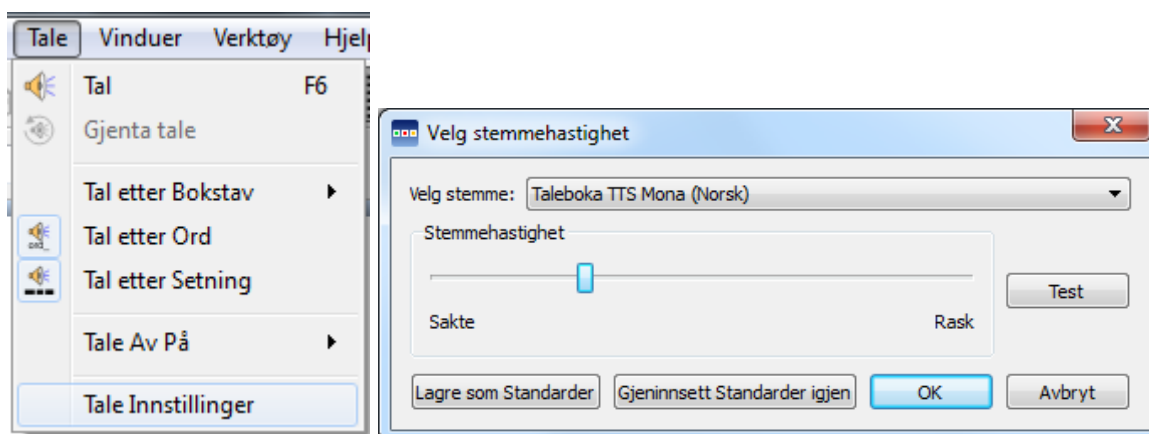 Tale Vinduer Verktøy Hjelp
Tal F6
Gjenta tale
Tal etter Bokstav
Tal etter Ord
Tal etter Setning
Tale Av På
Tale Innstillinger
Velg stemmehastighet
Velg stemme: Taleboka TTS Mona (Norsk)
Stemmehastighet
Sakte Rask
Test
Lagre som Standarder Gjeninnsett Standarder igjen OK Avbryt